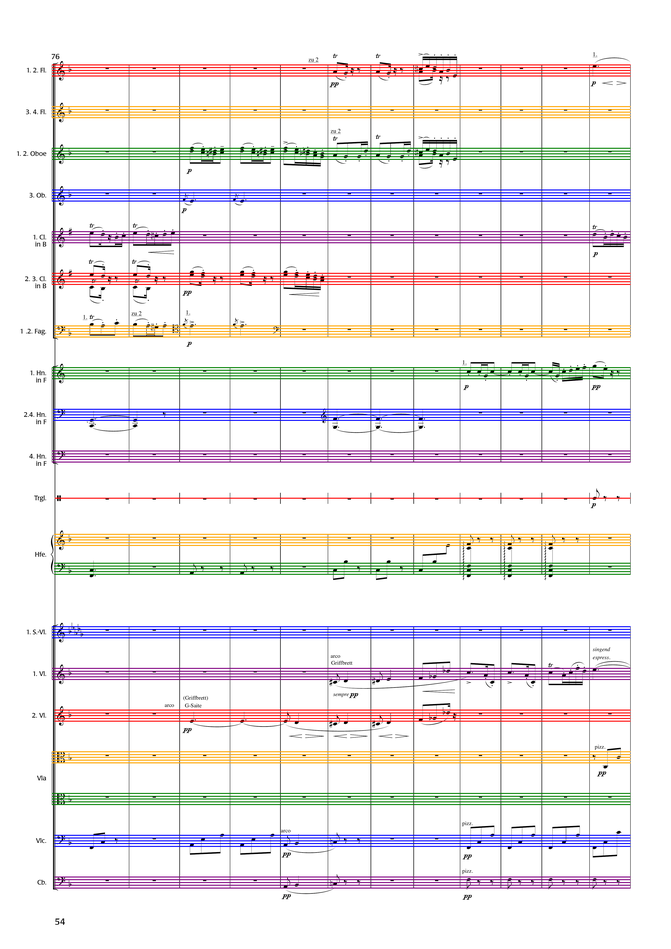 76
zu 2
tr tr
1.
1. 2. Fl.
pp
p
3. 4. Fl.
zu 2
tr tr
1. 2. Oboe
p
3. Ob.
p
tr tr
tr
1. Cl.
in B
p
tr tr
2. 3. Cl.
in B
pp
1. tr
zu 2
tr
1.
1 .2. Fag.
p
1.
1. Hn.
in F
p
pp
2.4. Hn.
in F
4. Hn.
in F
Trgl.
p
Hfe.
1. S.-Vl.
arco
Griffbrett
singend
espress.
tr
1. Vl.
sempre pp
(Griffbrett)
arco G-Saite
2. Vl.
pp
pizz.
pp
Vla
arco
pizz.
Vlc.
pp
pp
pizz.
Cb.
pp
pp
54